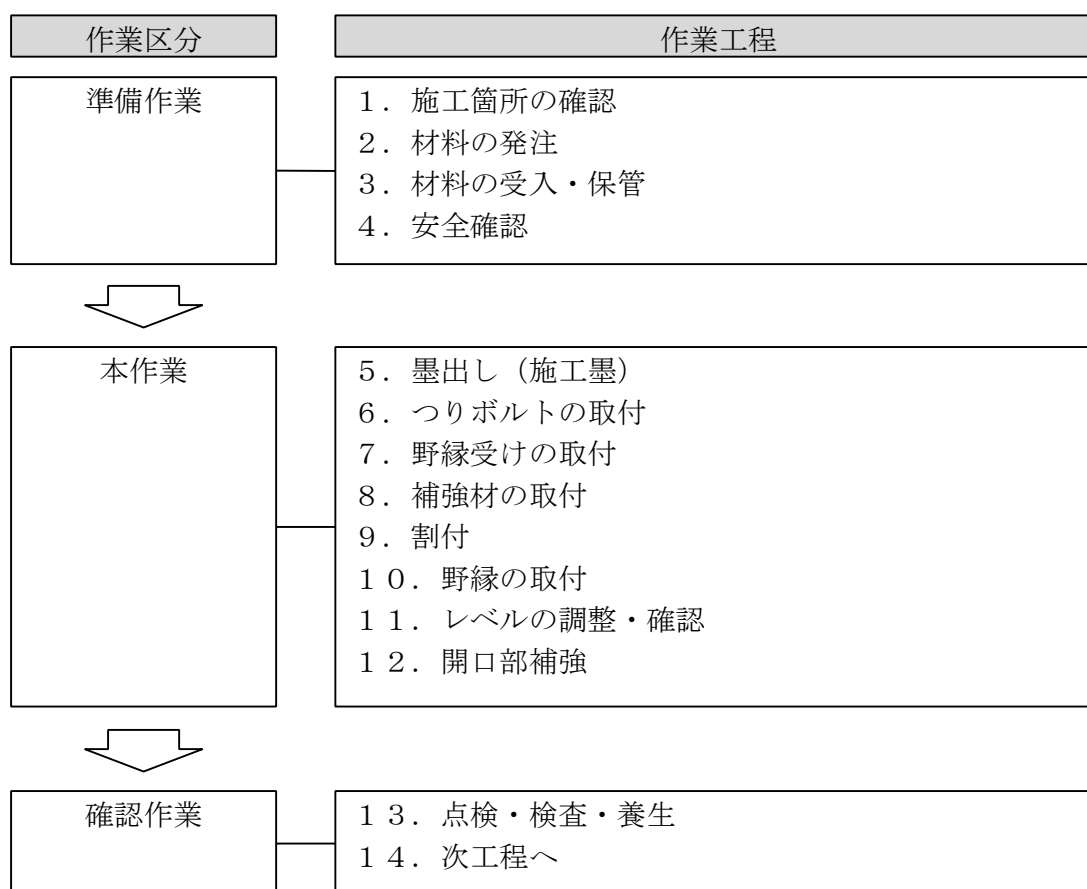 作業区分
作業工程
準備作業
１．施工箇所の確認
２．材料の発注
３．材料の受入・保管
４．安全確認
本作業
５．墨出し（施工墨）
６．つりボルトの取付
７．野縁受けの取付
８．補強材の取付
９．割付
１０．野縁の取付
１１．レベルの調整・確認
１２．開口部補強
確認作業
１３．点検・検査・養生
１４．次工程へ